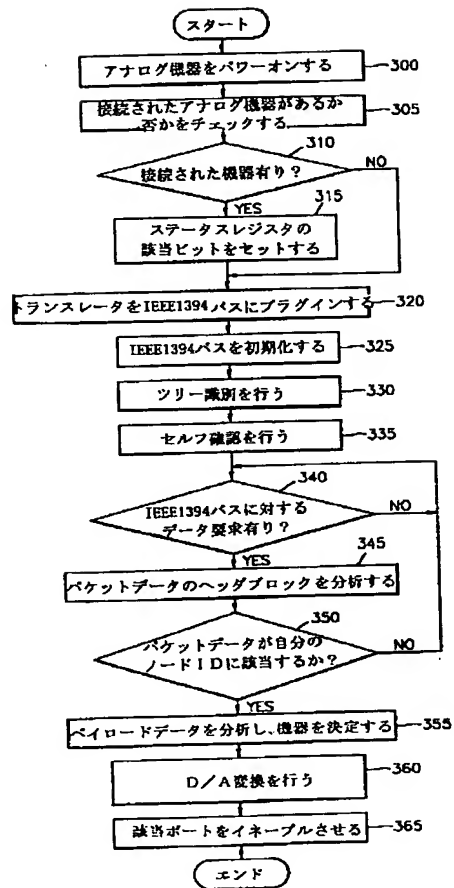 スタート
アナログ機器をパワーオンする
300
接続されたアナログ機器があるか
否かをチェックする
305
310
接続された機器有り？
NO
YES
315
ステータスレジスタの
該当ビットをセットする
トランスレータをIEEE1394バスにプラグインする
320
IEEE1394バスを初期化する
325
ツリー識別を行う
330
セルフ確認を行う
335
340
IEEE1394バスに対する
データ要求有り？
NO
YES
345
パケットデータのヘッダブロックを分析する
350
パケットデータが自分の
ノードIDに該当するか？
NO
YES
ペイロードデータを分析し、機器を決定する
355
D／A変換を行う
360
該当ポートをイネーブルさせる
365
エンド